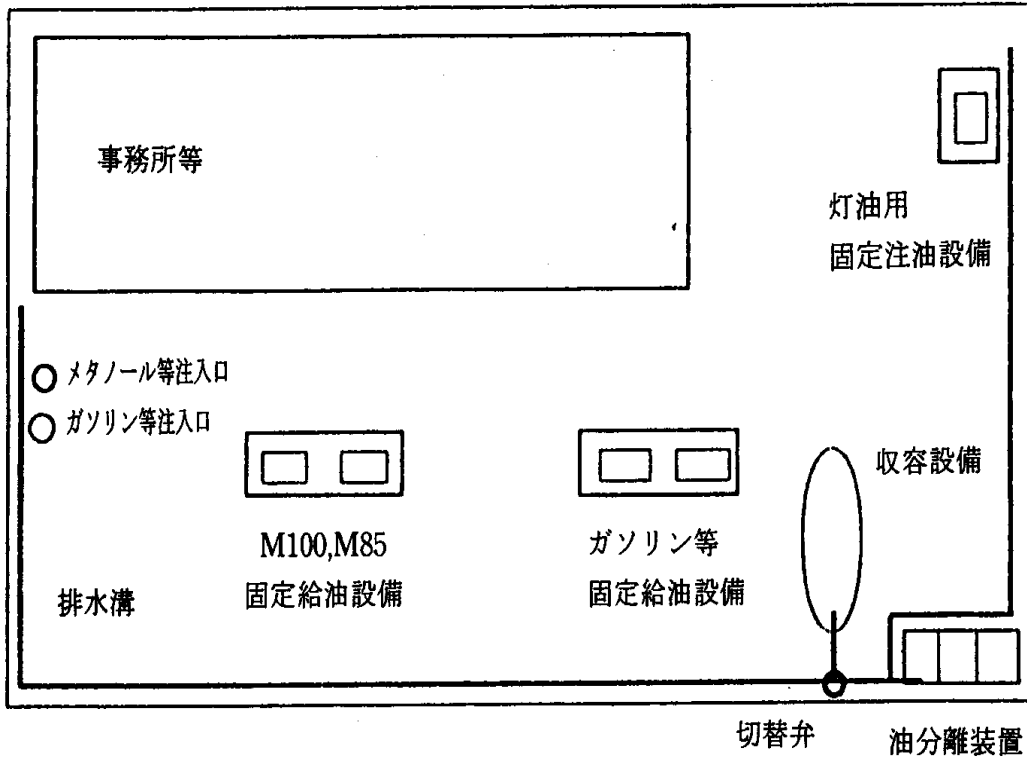 事務所等
灯油用
固定注油設備
メタノール等注入口
ガソリン等注入口
収容設備
M100,M85
固定給油設備
ガソリン等
固定給油設備
排水溝
切替弁
油分離装置